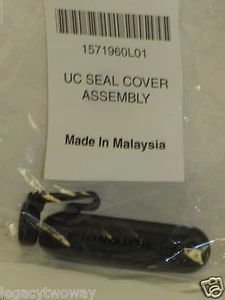 1571960L01
UC SEAL COVER
ASSEMBLY
Made In Malaysia
legacytwoway